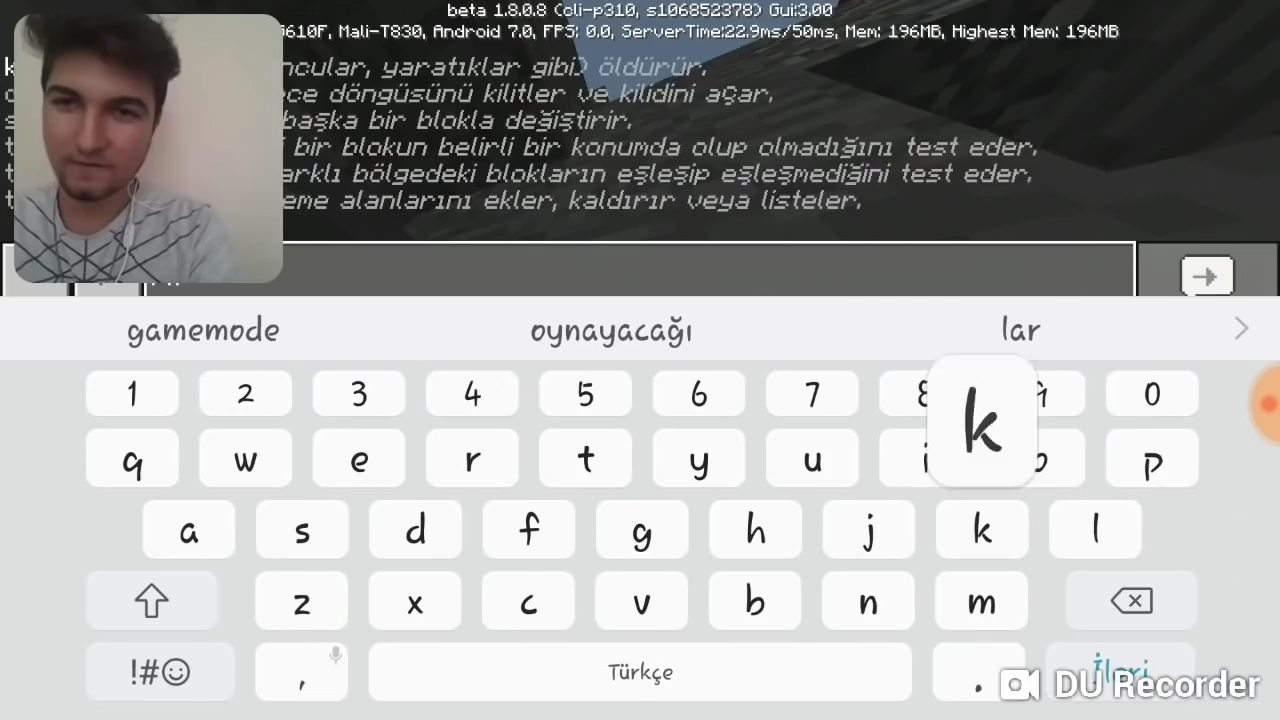 beta 1.8.0.8 (cli-p310, s106852378) Gui:3.00
610F, Mali-T830, Android 7.0, FPS: 0.0, ServerTime:22.9ms/50ms, Mem: 196MB, Highest Mem: 196MB
ncular, yaratıklar gibi) öldürür.
ece döngüsünü kilitler ve kilidini açar.
başka bir blokla değiştirir.
bir blokun belirli bir konumda olup olmadığını test eder.
arklı bölgedeki blokların eşleşip eşleşmediğini test eder.
eme alanlarını ekler, kaldırır veya listeler.
gamemode oynayacağı lar
1 2 3 4 5 6 7 8 9 0
k
q w e r t y u i o p
a s d f g h j k l
z x c v b n m
!#☺ , Türkçe . İleri
DU Recorder